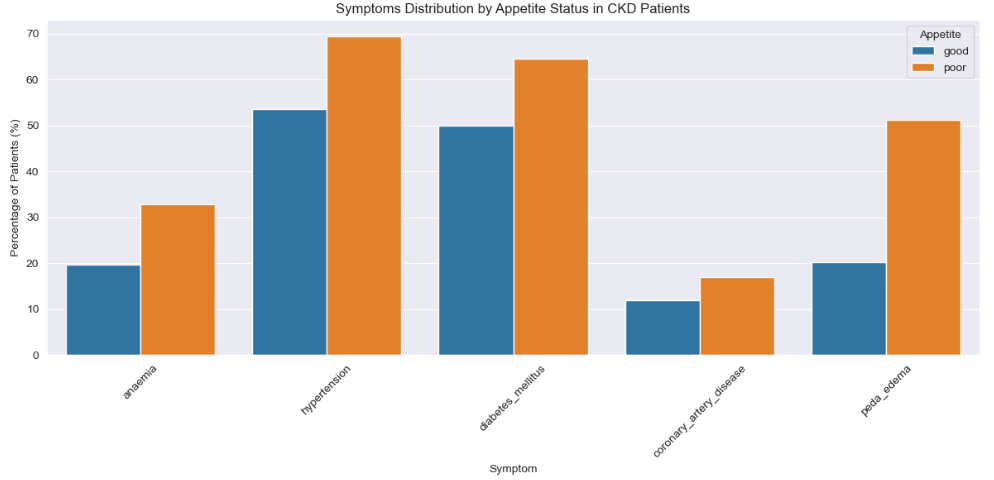 Symptoms Distribution by Appetite Status in CKD Patients
Appetite
good
poor
Percentage of Patients (%)
70
60
50
40
30
20
10
0
anaemia
hypertension
diabetes_mellitus
coronary_artery_disease
peda_edema
Symptom